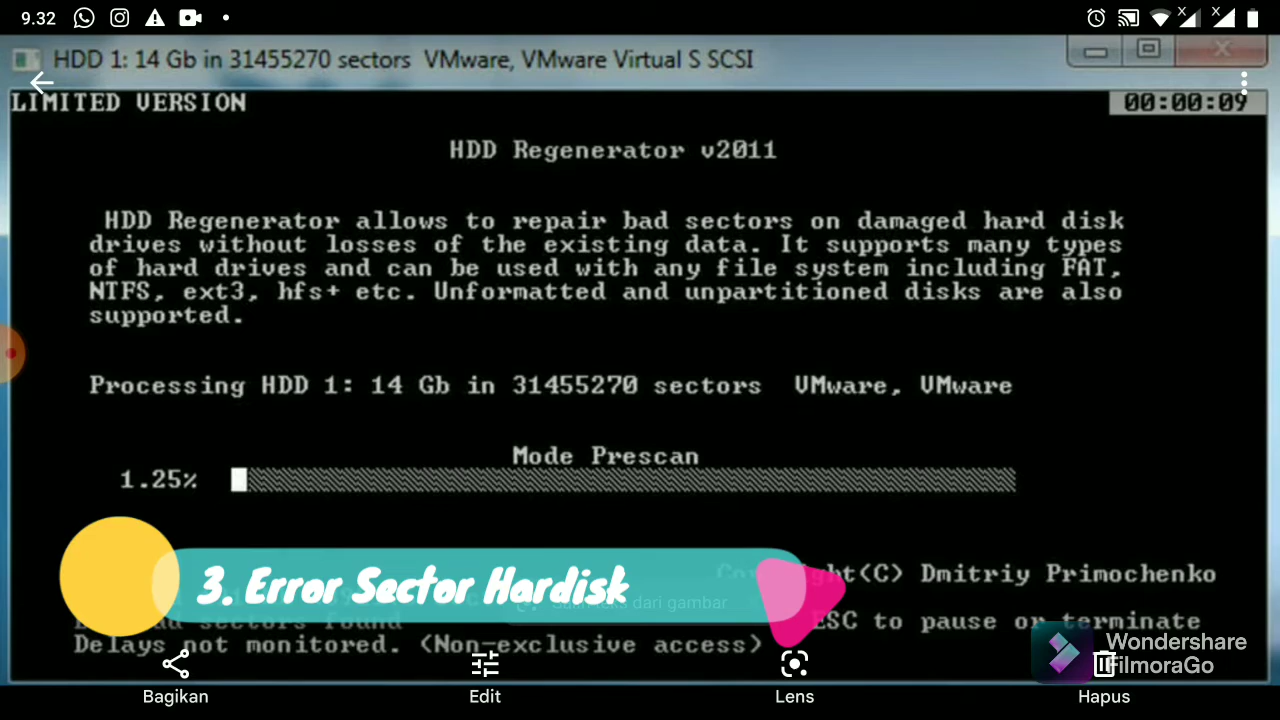 9.32
HDD 1: 14 Gb in 31455270 sectors VMware, VMware Virtual S SCSI
LIMITED VERSION
00:00:09
HDD Regenerator v2011
HDD Regenerator allows to repair bad sectors on damaged hard disk
drives without losses of the existing data. It supports many types
of hard drives and can be used with any file system including FAT,
NTFS, ext3, hfs+ etc. Unformatted and unpartitioned disks are also
supported.
Processing HDD 1: 14 Gb in 31455270 sectors VMware, VMware
Mode Prescan
1.25%
3. Error Sector Hardisk
(C) Dmitriy Primochenko
dari gambar
sectors found
ESC to pause or terminate
Delays not monitored. (Non-exclusive access)
Wondershare
FilmoraGo
Bagikan
Edit
Lens
Hapus